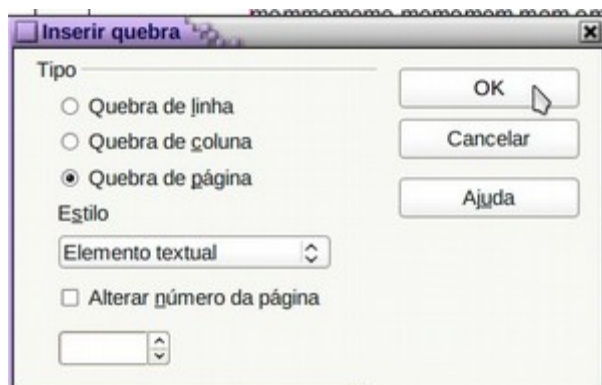 Inserir quebra
Tipo
Quebra de linha
Quebra de coluna
Quebra de página
Estilo
Elemento textual
Alterar número da página
OK
Cancelar
Ajuda